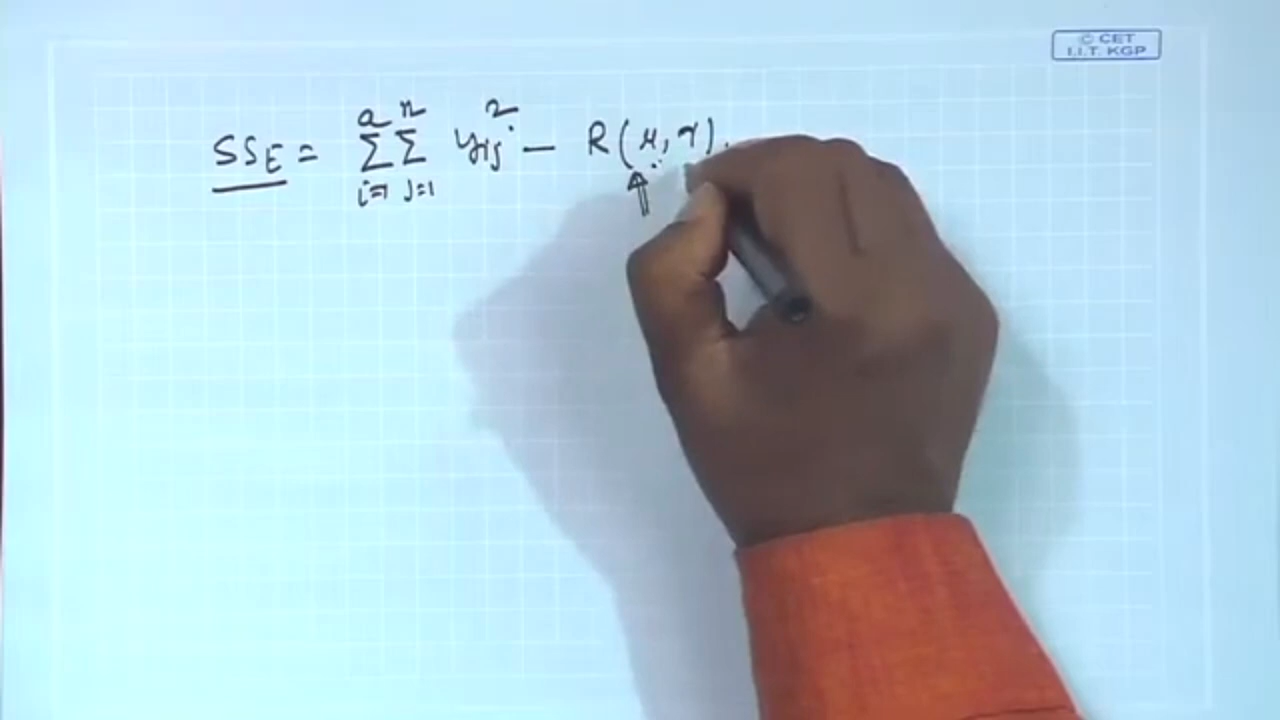 © CET
I.I.T. KGP
SSE = a∑i=1 n∑j=1 yij² − R(μ, τ).